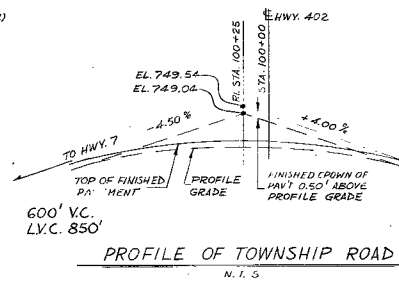 ℄ HWY. 402
P.I. STA. 100+25
STA. 100+00
EL. 749.54
EL. 749.04
-4.50 %
+4.00 %
TO HWY. 7
TOP OF FINISHED
PROFILE
GRADE
FINISHED CROWN OF
PAV'T 0.50' ABOVE
PROFILE GRADE
600' V.C.
L.V.C. 850'
PROFILE OF TOWNSHIP ROAD
N.T.S